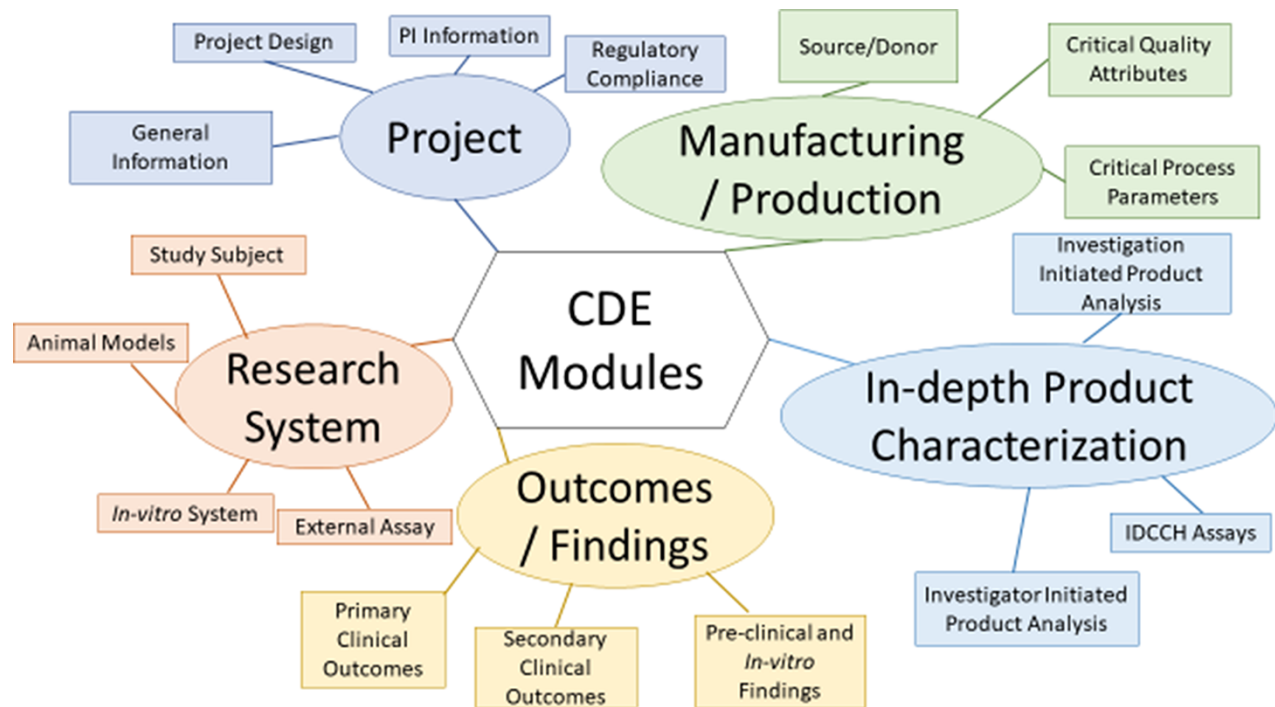 Project Design
PI Information
Regulatory
Compliance
General
Information
Project
Source/Donor
Critical Quality
Attributes
Manufacturing
/ Production
Critical Process
Parameters
CDE
Modules
Study Subject
Animal Models
Research
System
In-vitro System
External Assay
Investigation
Initiated Product
Analysis
In-depth Product
Characterization
IDCCH Assays
Investigator Initiated
Product Analysis
Outcomes
/ Findings
Primary
Clinical
Outcomes
Secondary
Clinical
Outcomes
Pre-clinical and
In-vitro
Findings